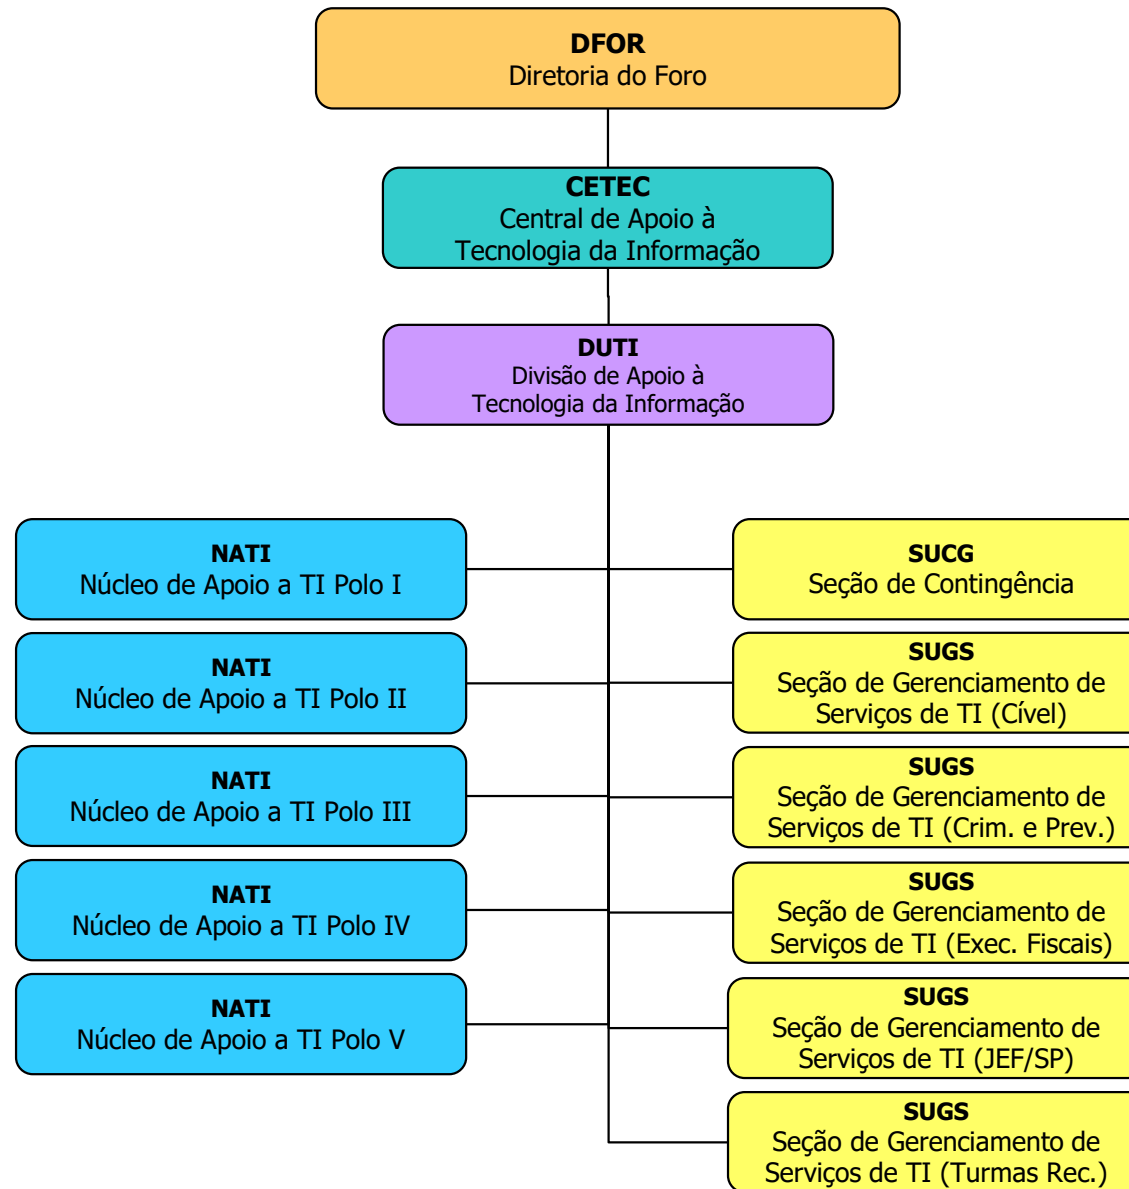 DFOR
Diretoria do Foro
CETEC
Central de Apoio à
Tecnologia da Informação
DUTI
Divisão de Apoio à
Tecnologia da Informação
NATI
Núcleo de Apoio a TI Polo I
NATI
Núcleo de Apoio a TI Polo II
NATI
Núcleo de Apoio a TI Polo III
NATI
Núcleo de Apoio a TI Polo IV
NATI
Núcleo de Apoio a TI Polo V
SUCG
Seção de Contingência
SUGS
Seção de Gerenciamento de
Serviços de TI (Cível)
SUGS
Seção de Gerenciamento de
Serviços de TI (Crim. e Prev.)
SUGS
Seção de Gerenciamento de
Serviços de TI (Exec. Fiscais)
SUGS
Seção de Gerenciamento de
Serviços de TI (JEF/SP)
SUGS
Seção de Gerenciamento de
Serviços de TI (Turmas Rec.)